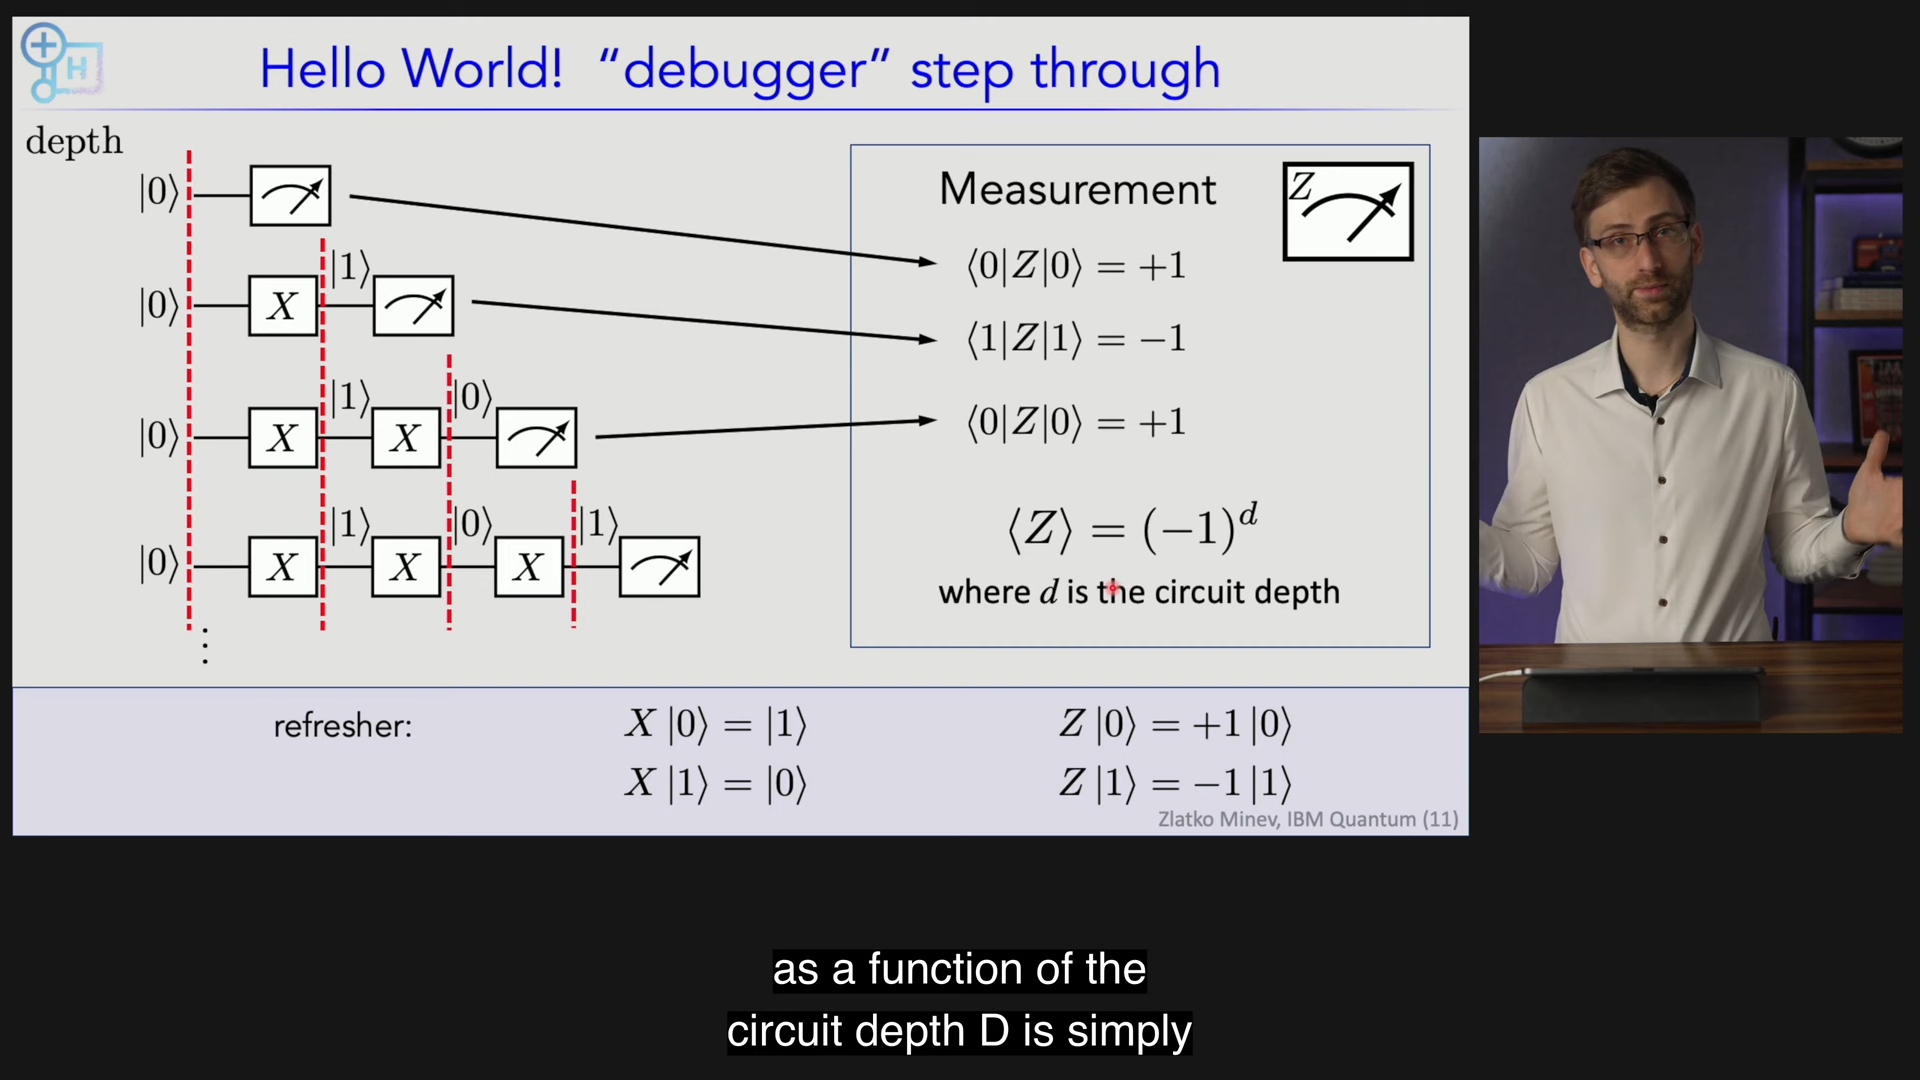 H
Hello World! “debugger” step through
depth
|0⟩
|0⟩ X |1⟩
|0⟩ X |1⟩ X |0⟩
|0⟩ X |1⟩ X |0⟩ X |1⟩
⋮
Measurement
Z
⟨0|Z|0⟩ = +1
⟨1|Z|1⟩ = −1
⟨0|Z|0⟩ = +1
⟨Z⟩ = (−1)^d
where d is the circuit depth
refresher:
X |0⟩ = |1⟩
X |1⟩ = |0⟩
Z |0⟩ = +1 |0⟩
Z |1⟩ = −1 |1⟩
Zlatko Minev, IBM Quantum (11)
as a function of the
circuit depth D is simply